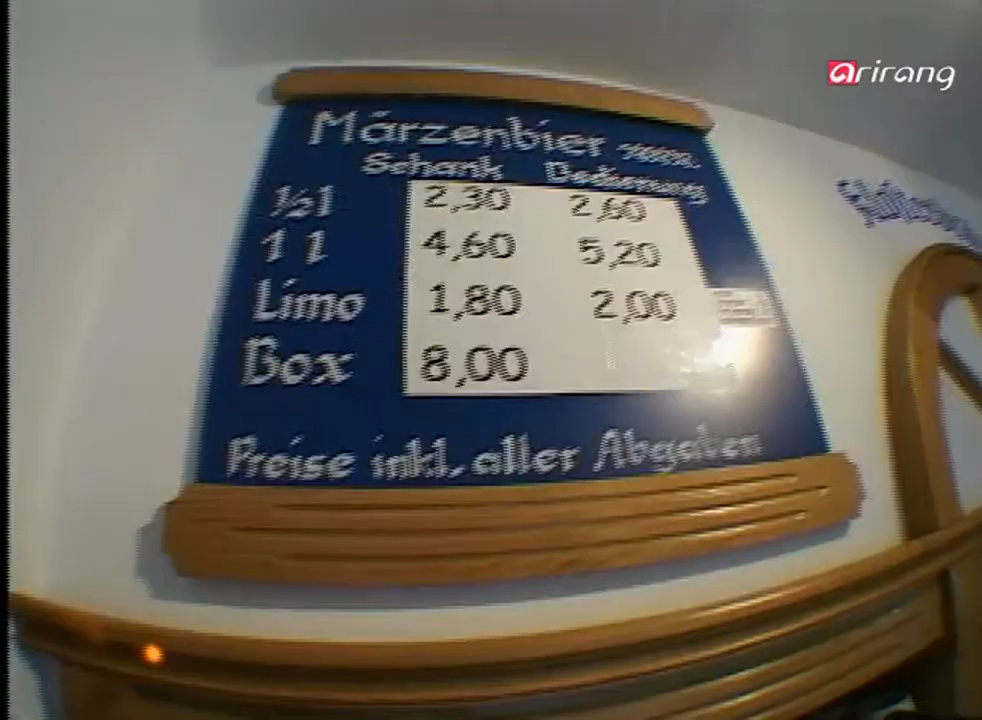 arirang
Märzenbier
Schank Bedienung
½ l 2,30 2,60
1 l 4,60 5,20
Limo 1,80 2,00
Box 8,00
Preise inkl. aller Abgaben